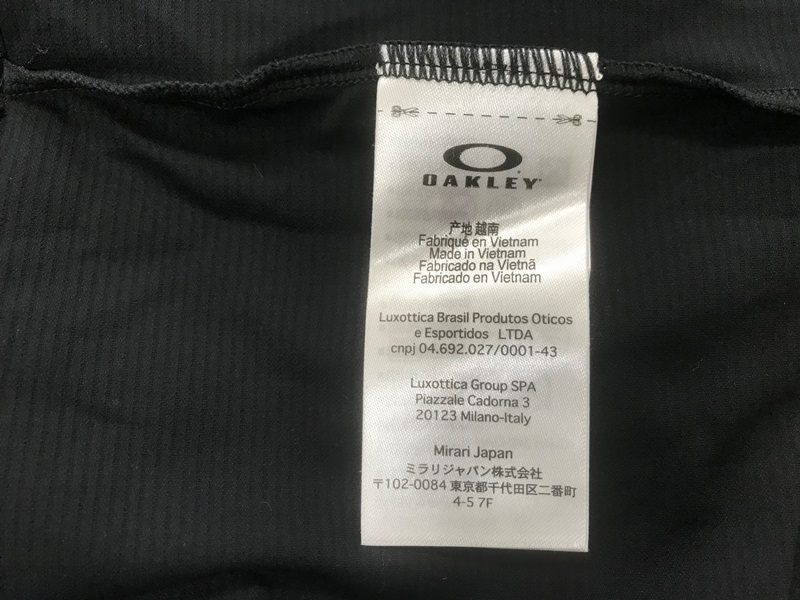 OAKLEY
产地 越南
Fabriqué en Vietnam
Made in Vietnam
Fabricado na Vietnã
Fabricado en Vietnam
Luxottica Brasil Produtos Oticos
e Esportidos LTDA
cnpj 04.692.027/0001-43
Luxottica Group SPA
Piazzale Cadorna 3
20123 Milano-Italy
Mirari Japan
ミラリジャパン株式会社
〒102-0084 東京都千代田区二番町
4-5 7F